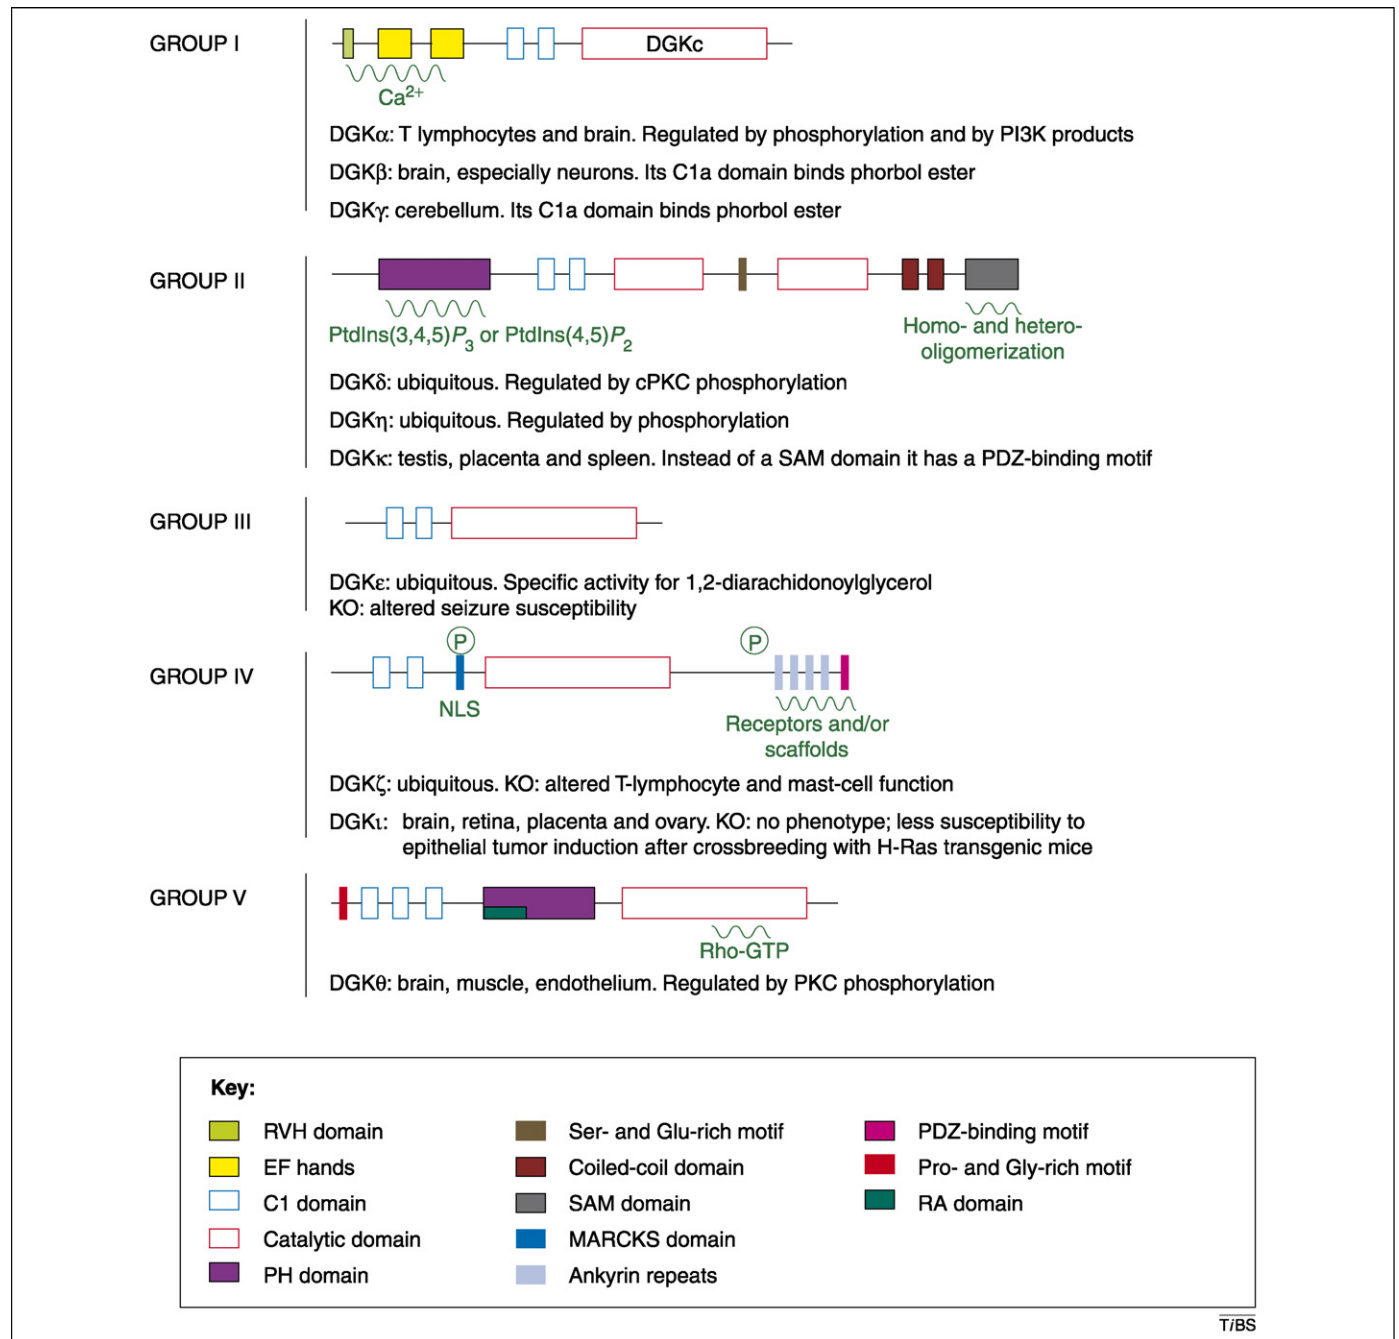 GROUP I
DGKc
Ca2+
DGKα: T lymphocytes and brain. Regulated by phosphorylation and by PI3K products
DGKβ: brain, especially neurons. Its C1a domain binds phorbol ester
DGKγ: cerebellum. Its C1a domain binds phorbol ester
GROUP II
PtdIns(3,4,5)P3 or PtdIns(4,5)P2
Homo- and hetero-
oligomerization
DGKδ: ubiquitous. Regulated by cPKC phosphorylation
DGKη: ubiquitous. Regulated by phosphorylation
DGKκ: testis, placenta and spleen. Instead of a SAM domain it has a PDZ-binding motif
GROUP III
DGKε: ubiquitous. Specific activity for 1,2-diarachidonoylglycerol
KO: altered seizure susceptibility
P
P
GROUP IV
NLS
Receptors and/or
scaffolds
DGKζ: ubiquitous. KO: altered T-lymphocyte and mast-cell function
DGKι: brain, retina, placenta and ovary. KO: no phenotype; less susceptibility to
epithelial tumor induction after crossbreeding with H-Ras transgenic mice
GROUP V
Rho-GTP
DGKθ: brain, muscle, endothelium. Regulated by PKC phosphorylation
Key:
RVH domain
EF hands
C1 domain
Catalytic domain
PH domain
Ser- and Glu-rich motif
Coiled-coil domain
SAM domain
MARCKS domain
Ankyrin repeats
PDZ-binding motif
Pro- and Gly-rich motif
RA domain
TiBS